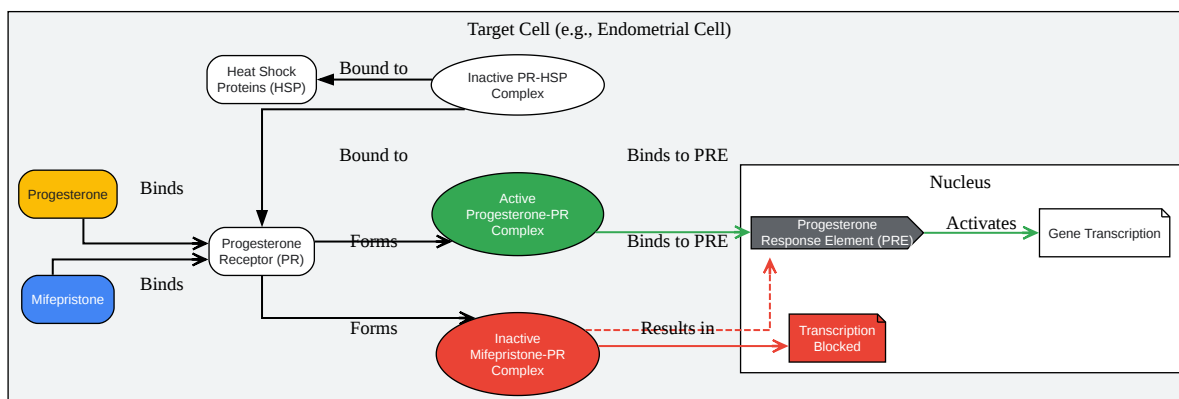 Target Cell (e.g., Endometrial Cell)
Heat Shock
Proteins (HSP)
Bound to
Inactive PR-HSP
Complex
Bound to
Binds to PRE
Nucleus
Progesterone
Binds
Active
Progesterone-PR
Complex
Progesterone
Response Element (PRE)
Activates
Gene Transcription
Progesterone
Receptor (PR)
Forms
Binds to PRE
Mifepristone
Binds
Forms
Inactive
Mifepristone-PR
Complex
Results in
Transcription
Blocked